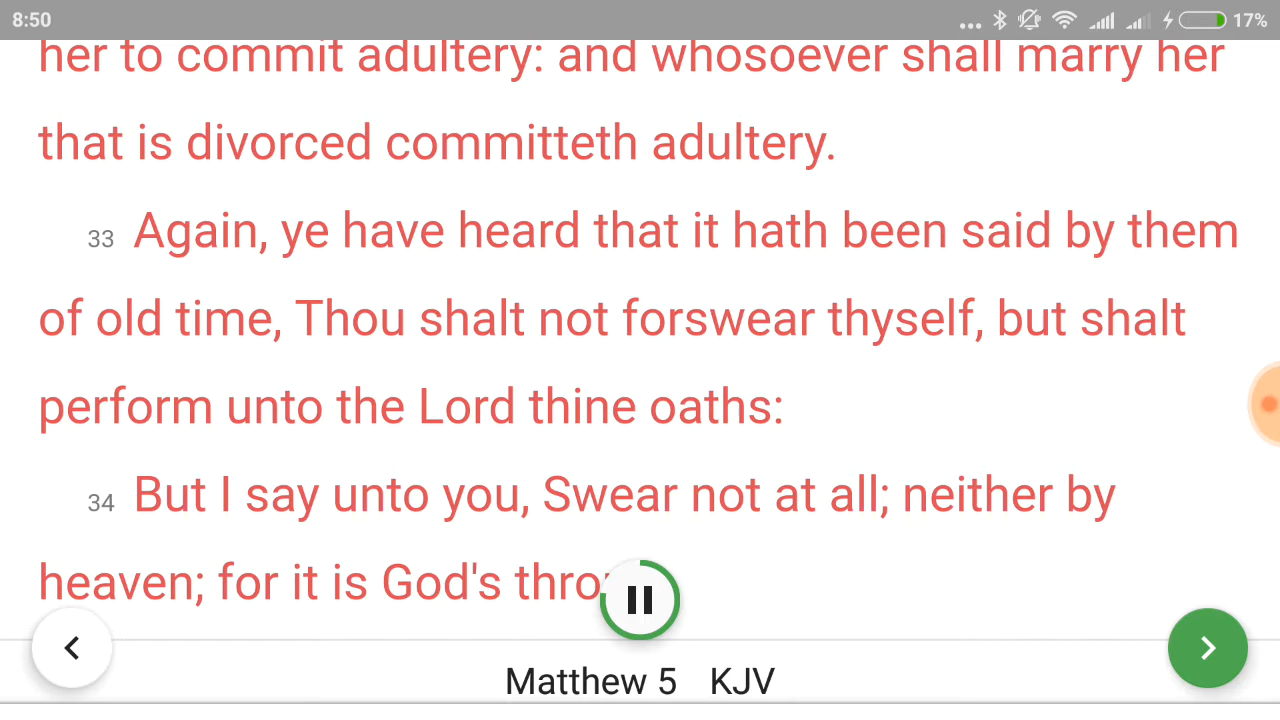 8:50 17%
her to commit adultery: and whosoever shall marry her
that is divorced committeth adultery.
33 Again, ye have heard that it hath been said by them
of old time, Thou shalt not forswear thyself, but shalt
perform unto the Lord thine oaths:
34 But I say unto you, Swear not at all; neither by
heaven; for it is God's thro
Matthew 5 KJV